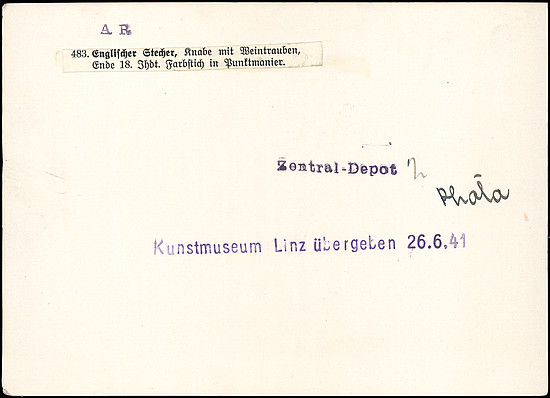 A R
483. Englischer Stecher, Knabe mit Weintrauben,
Ende 18. Jhdt. Farbstich in Punktmanier.
Zentral-Depot
Kunstmuseum Linz übergeben 26.6.41